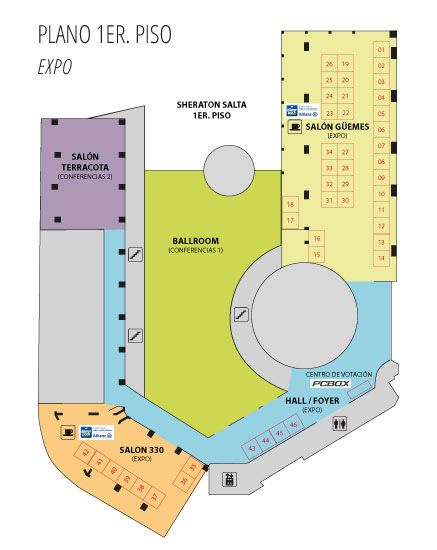 PLANO 1ER. PISO
EXPO
SHERATON SALTA
1ER. PISO
01
02
03
04
05
06
07
08
09
10
11
12
13
14
26 19
25 20
24 21
23 22
Allianz
SALÓN GÜEMES
(EXPO)
34 27
33 28
32 29
31 30
18
17
16
15
SALÓN
TERRACOTA
(CONFERENCIAS 2)
BALLROOM
(CONFERENCIAS 1)
CENTRO DE VOTACIÓN
PCBOX
HALL / FOYER
(EXPO)
43 44 45 46
Allianz
SALON 330
(EXPO)
42 41 40 39 38 37
35
36